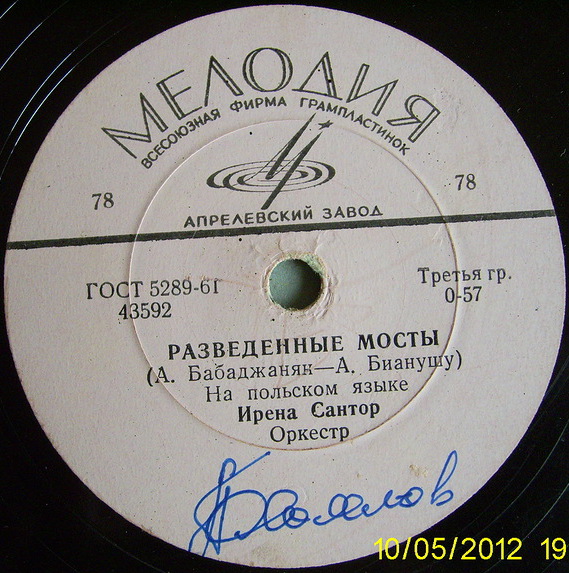 МЕЛОДИЯ
ВСЕСОЮЗНАЯ ФИРМА ГРАМПЛАСТИНОК
78
78
АПРЕЛЕВСКИЙ ЗАВОД
ГОСТ 5289-61
43592
Третья гр.
0-57
РАЗВЕДЕННЫЕ МОСТЫ
(А. Бабаджанян—А. Бианушу)
На польском языке
Ирена Сантор
Оркестр
10/05/2012 19